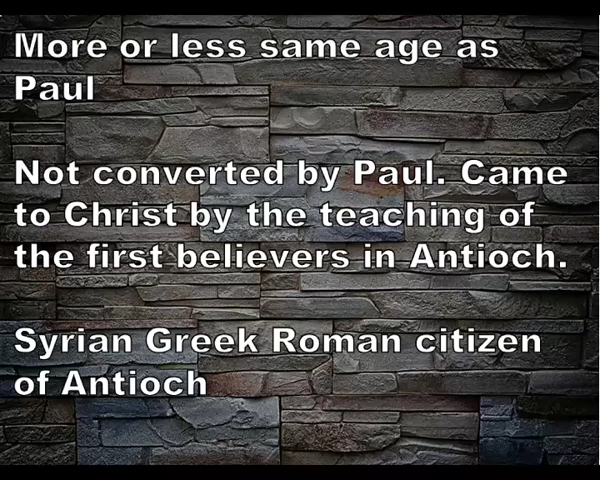 More or less same age as
Paul
Not converted by Paul. Came
to Christ by the teaching of
the first believers in Antioch.
Syrian Greek Roman citizen
of Antioch